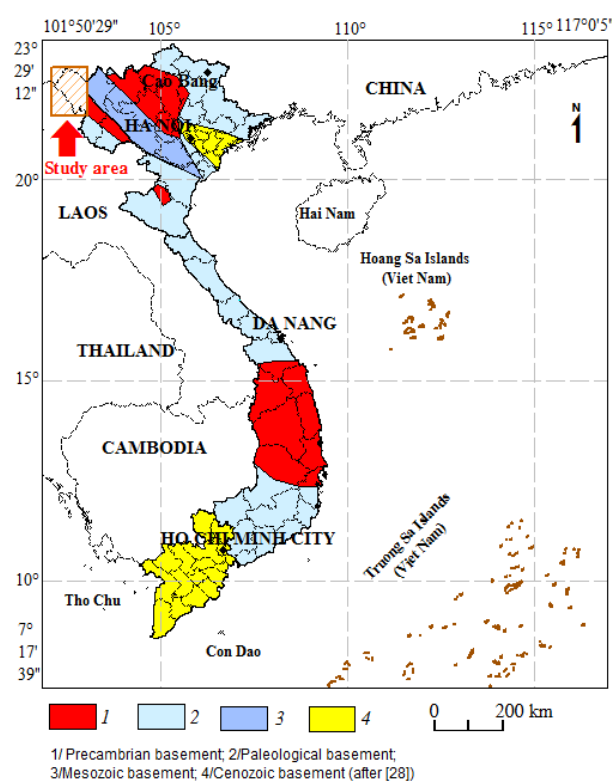 101°50'29" 105° 110° 115° 117°0'5"
23°
29'
12"
CHINA
Cao Bang
N
HA NOI
Study area
20°
LAOS
Hai Nam
Hoang Sa Islands
(Viet Nam)
DA NANG
THAILAND
15°
CAMBODIA
HO CHI MINH CITY
Truong Sa Islands
(Viet Nam)
10°
Tho Chu
7°
17'
39"
Con Dao
1 2 3 4 0 200 km
1/ Precambrian basement; 2/Paleological basement;
3/Mesozoic basement; 4/Cenozoic basement (after [28])